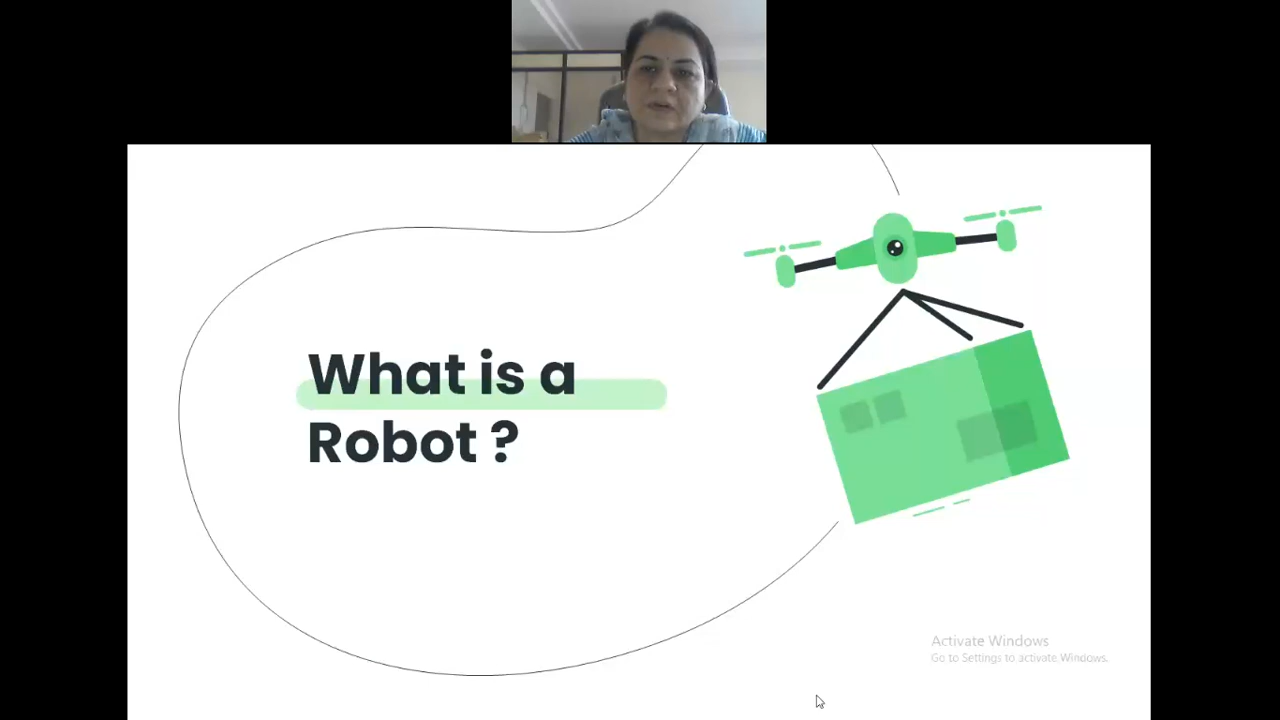 What is a
Robot ?
Activate Windows
Go to Settings to activate Windows.